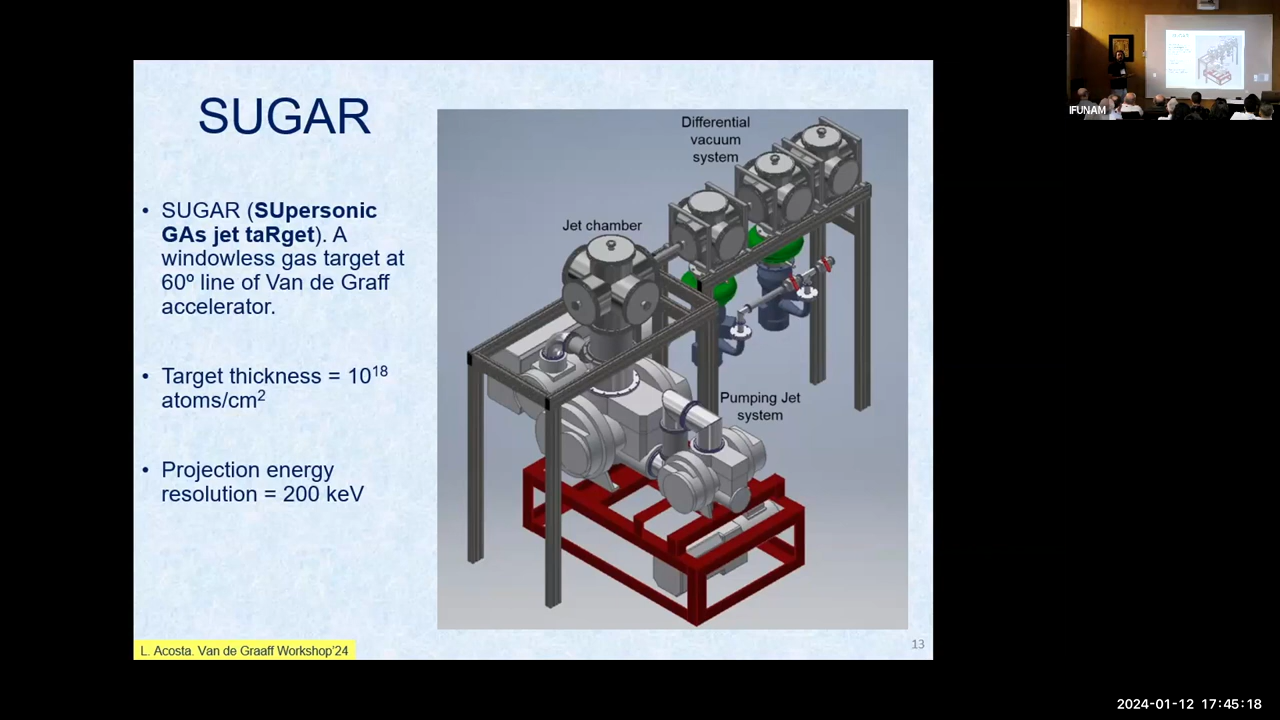 SUGAR
• SUGAR (SUpersonic
GAs jet taRget). A
windowless gas target at
60º line of Van de Graff
accelerator.
• Target thickness = 10¹⁸
atoms/cm²
• Projection energy
resolution = 200 keV
Differential
vacuum
system
Jet chamber
Pumping Jet
system
L. Acosta. Van de Graaff Workshop'24
13
IFUNAM
2024-01-12 17:45:18